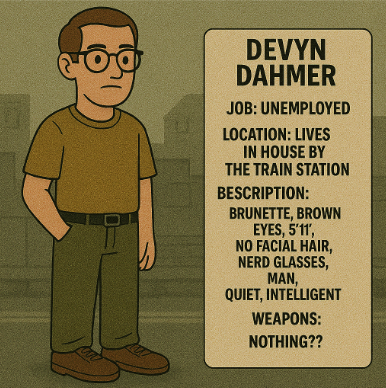 DEVYN
DAHMER
JOB: UNEMPLOYED
LOCATION: LIVES
IN HOUSE BY
THE TRAIN STATION
BESCRIPTION:
BRUNETTE, BROWN
EYES, 5'11',
NO FACIAL HAIR,
NERD GLASSES,
MAN,
QUIET, INTELLIGENT
WEAPONS:
NOTHING??